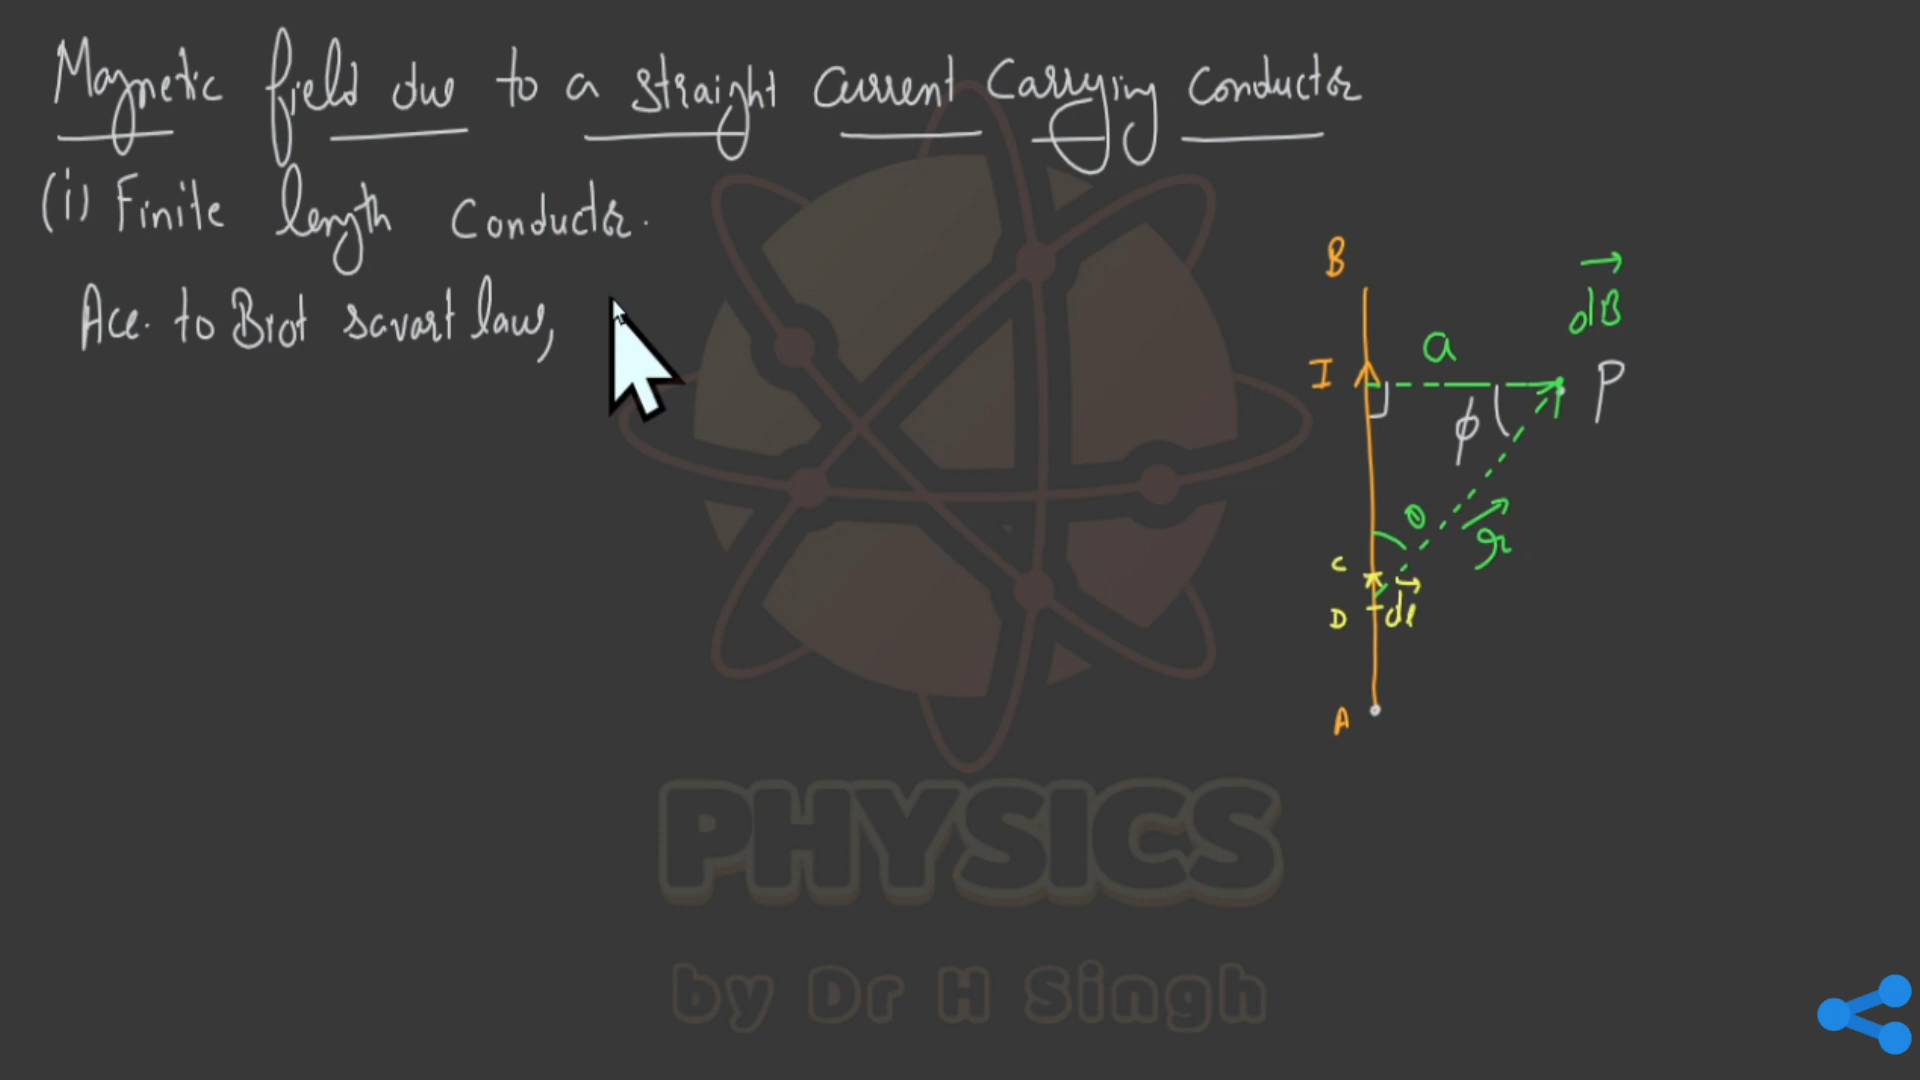 Magnetic field due to a straight Current Carrying Conductor
(i) Finite length Conductor.
Acc. to Biot savart law,
B
dB
a
I
P
ϕ
θ
r
C
D
dl
A
PHYSICS
by Dr H Singh